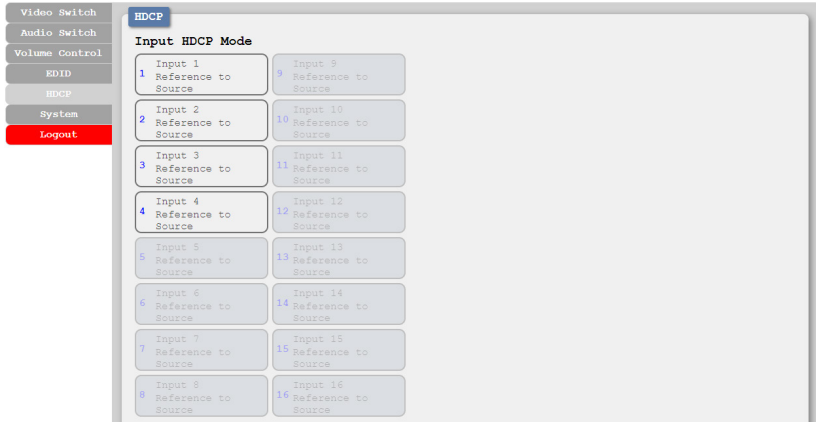 Video Switch
Audio Switch
Volume Control
EDID
HDCP
System
Logout
HDCP
Input HDCP Mode
1 Input 1
Reference to
Source
9 Input 9
Reference to
Source
2 Input 2
Reference to
Source
10 Input 10
Reference to
Source
3 Input 3
Reference to
Source
11 Input 11
Reference to
Source
4 Input 4
Reference to
Source
12 Input 12
Reference to
Source
5 Input 5
Reference to
Source
13 Input 13
Reference to
Source
6 Input 6
Reference to
Source
14 Input 14
Reference to
Source
7 Input 7
Reference to
Source
15 Input 15
Reference to
Source
8 Input 8
Reference to
Source
16 Input 16
Reference to
Source